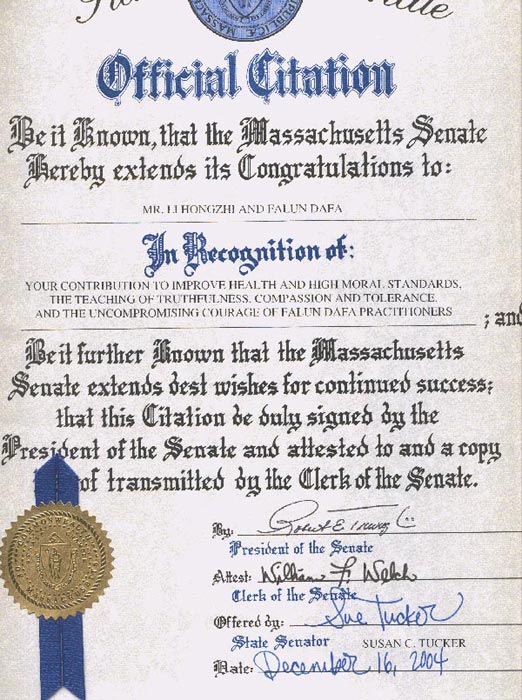 Official Citation
Be it Known, that the Massachusetts Senate
Hereby extends its Congratulations to:
MR. LI HONGZHI AND FALUN DAFA
In Recognition of:
YOUR CONTRIBUTION TO IMPROVE HEALTH AND HIGH MORAL STANDARDS,
THE TEACHING OF TRUTHFULNESS, COMPASSION AND TOLERANCE.
AND THE UNCOMPROMISING COURAGE OF FALUN DAFA PRACTITIONERS ; and
Be it further Known that the Massachusetts
Senate extends best wishes for continued success;
that this Citation be duly signed by the
President of the Senate and attested to and a copy
of transmitted by the Clerk of the Senate.
By: Robert E.
President of the Senate
Attest: William F. Welch
Clerk of the Senate
Offered by: Sue Tucker
State Senator SUSAN C. TUCKER
Date: December 16, 2004